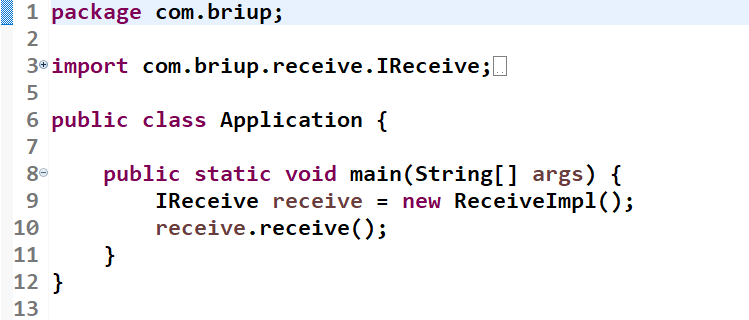 1 package com.briup;
2
3 import com.briup.receive.IReceive;
5
6 public class Application {
7
8 public static void main(String[] args) {
9 IReceive receive = new ReceiveImpl();
10 receive.receive();
11 }
12 }
13